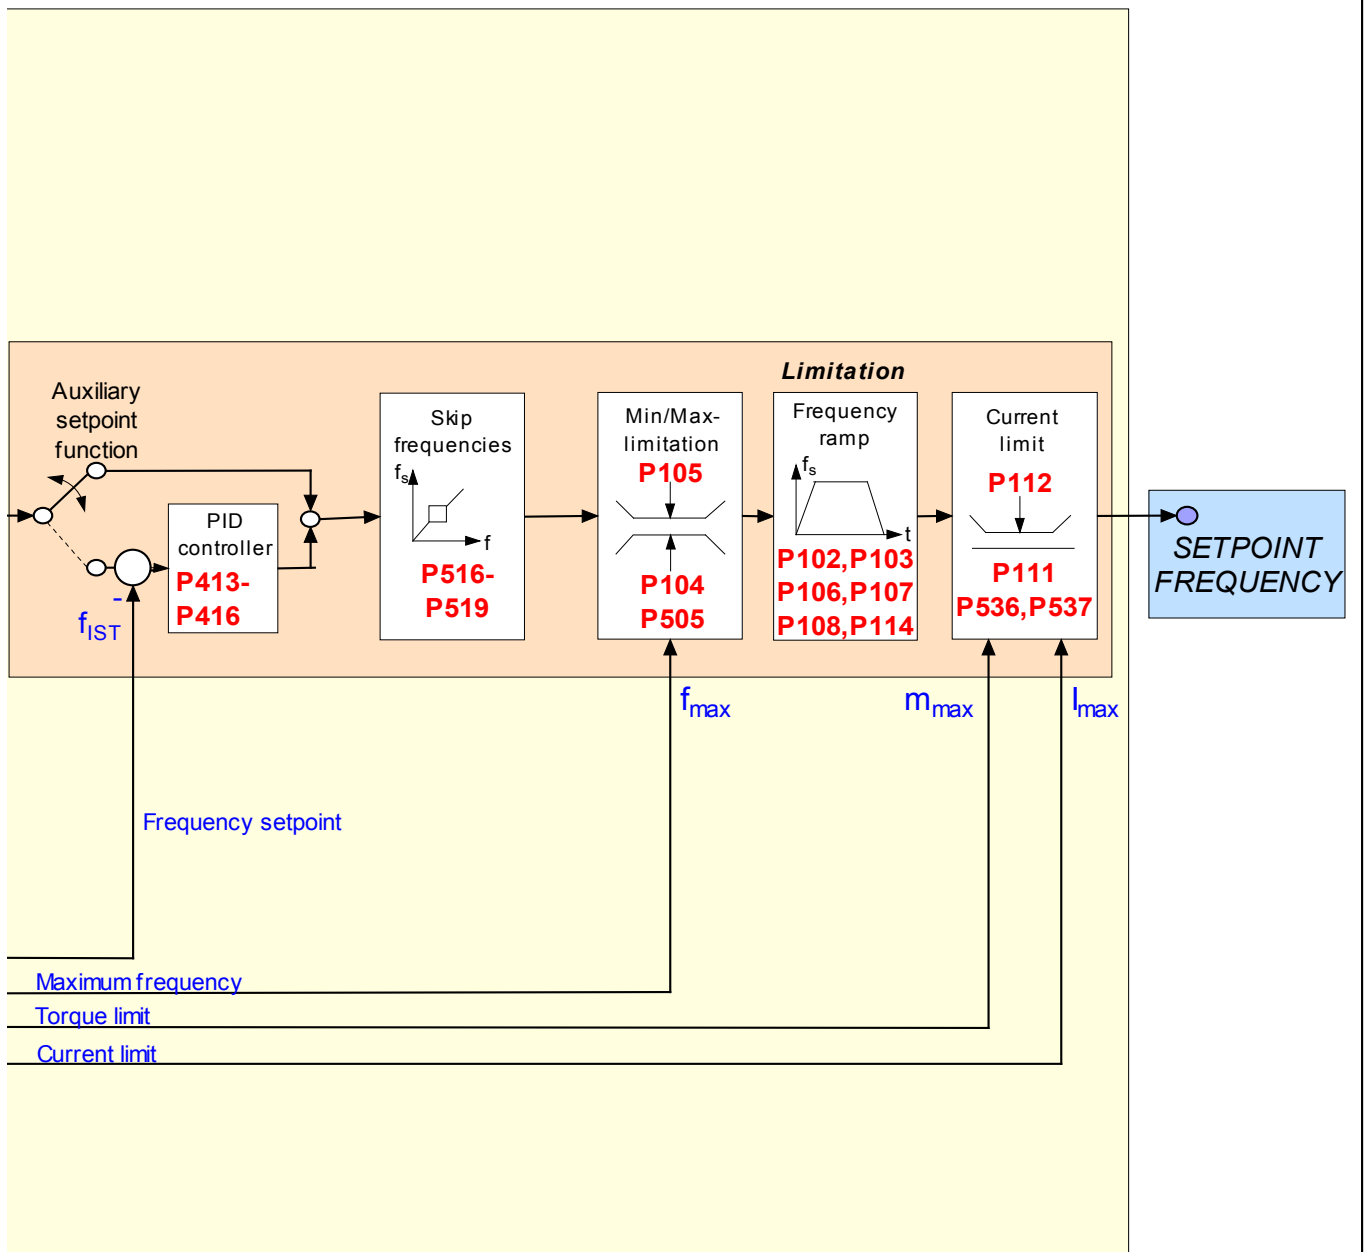 Limitation
Auxiliary
setpoint
function
PID
controller
P413-
P416
-
fIST
Skip
frequencies
fs
f
P516-
P519
Min/Max-
limitation
P105
P104
P505
Frequency
ramp
fs
t
P102,P103
P106,P107
P108,P114
Current
limit
P112
P111
P536,P537
SETPOINT
FREQUENCY
fmax
mmax
Imax
Frequency setpoint
Maximum frequency
Torque limit
Current limit